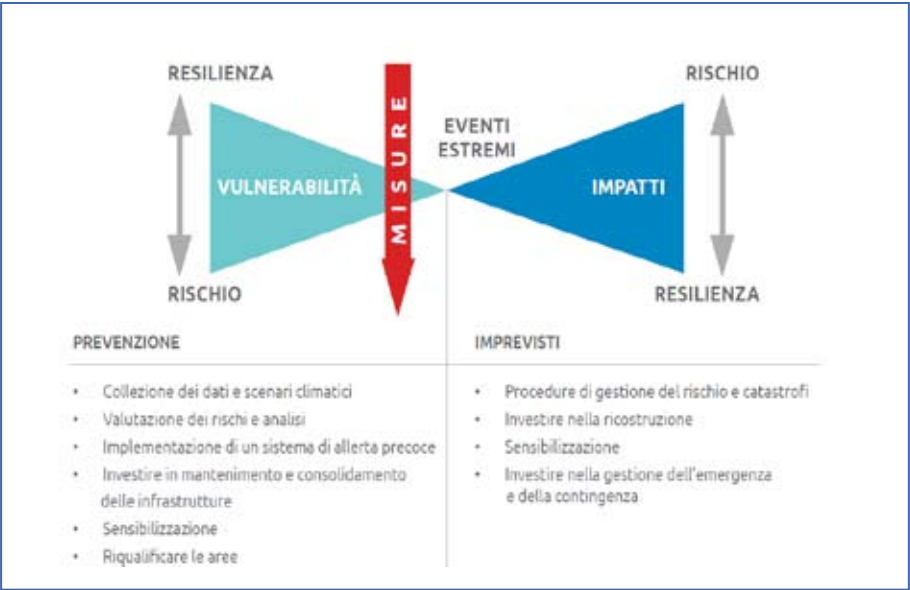 RESILIENZA
RISCHIO
MISURE
EVENTI
ESTREMI
VULNERABILITÀ
IMPATTI
RISCHIO
RESILIENZA
PREVENZIONE
• Collezione dei dati e scenari climatici
• Valutazione dei rischi e analisi
• Implementazione di un sistema di allerta precoce
• Investire in mantenimento e consolidamento
delle infrastrutture
• Sensibilizzazione
• Riqualificare le aree
IMPREVISTI
• Procedure di gestione del rischio e catastrofi
• Investire nella ricostruzione
• Sensibilizzazione
• Investire nella gestione dell'emergenza
e della contingenza